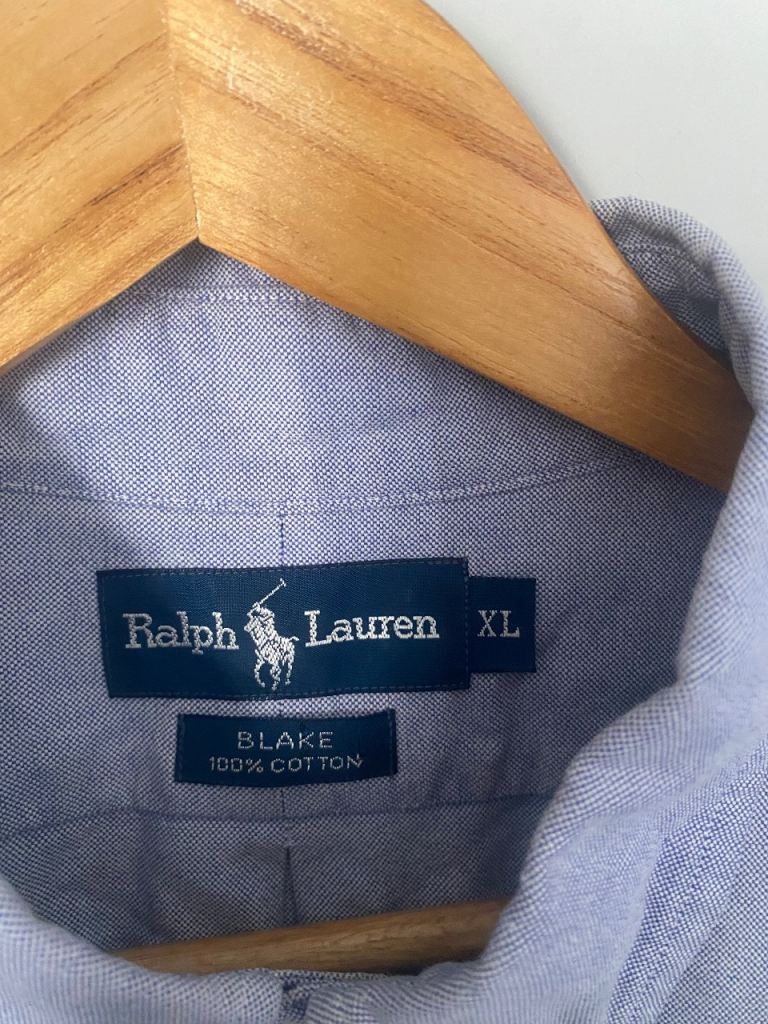 Ralph Lauren XL
BLAKE
100% COTTON